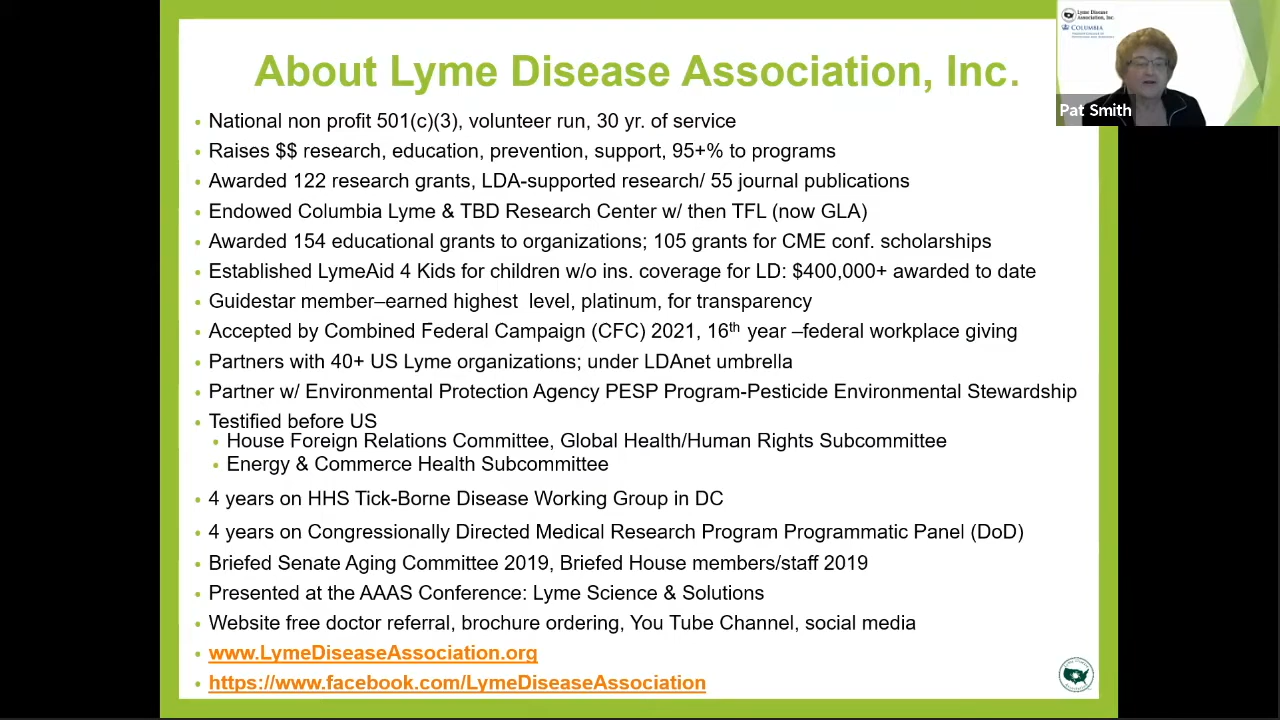 About Lyme Disease Association, Inc.
National non profit 501(c)(3), volunteer run, 30 yr. of service
Raises $$ research, education, prevention, support, 95+% to programs
Awarded 122 research grants, LDA-supported research/ 55 journal publications
Endowed Columbia Lyme & TBD Research Center w/ then TFL (now GLA)
Awarded 154 educational grants to organizations; 105 grants for CME conf. scholarships
Established LymeAid 4 Kids for children w/o ins. coverage for LD: $400,000+ awarded to date
Guidestar member–earned highest level, platinum, for transparency
Accepted by Combined Federal Campaign (CFC) 2021, 16th year –federal workplace giving
Partners with 40+ US Lyme organizations; under LDAnet umbrella
Partner w/ Environmental Protection Agency PESP Program-Pesticide Environmental Stewardship
Testified before US
House Foreign Relations Committee, Global Health/Human Rights Subcommittee
Energy & Commerce Health Subcommittee
4 years on HHS Tick-Borne Disease Working Group in DC
4 years on Congressionally Directed Medical Research Program Programmatic Panel (DoD)
Briefed Senate Aging Committee 2019, Briefed House members/staff 2019
Presented at the AAAS Conference: Lyme Science & Solutions
Website free doctor referral, brochure ordering, You Tube Channel, social media
www.LymeDiseaseAssociation.org
https://www.facebook.com/LymeDiseaseAssociation
Lyme Disease
Association, Inc.
COLUMBIA
Pat Smith